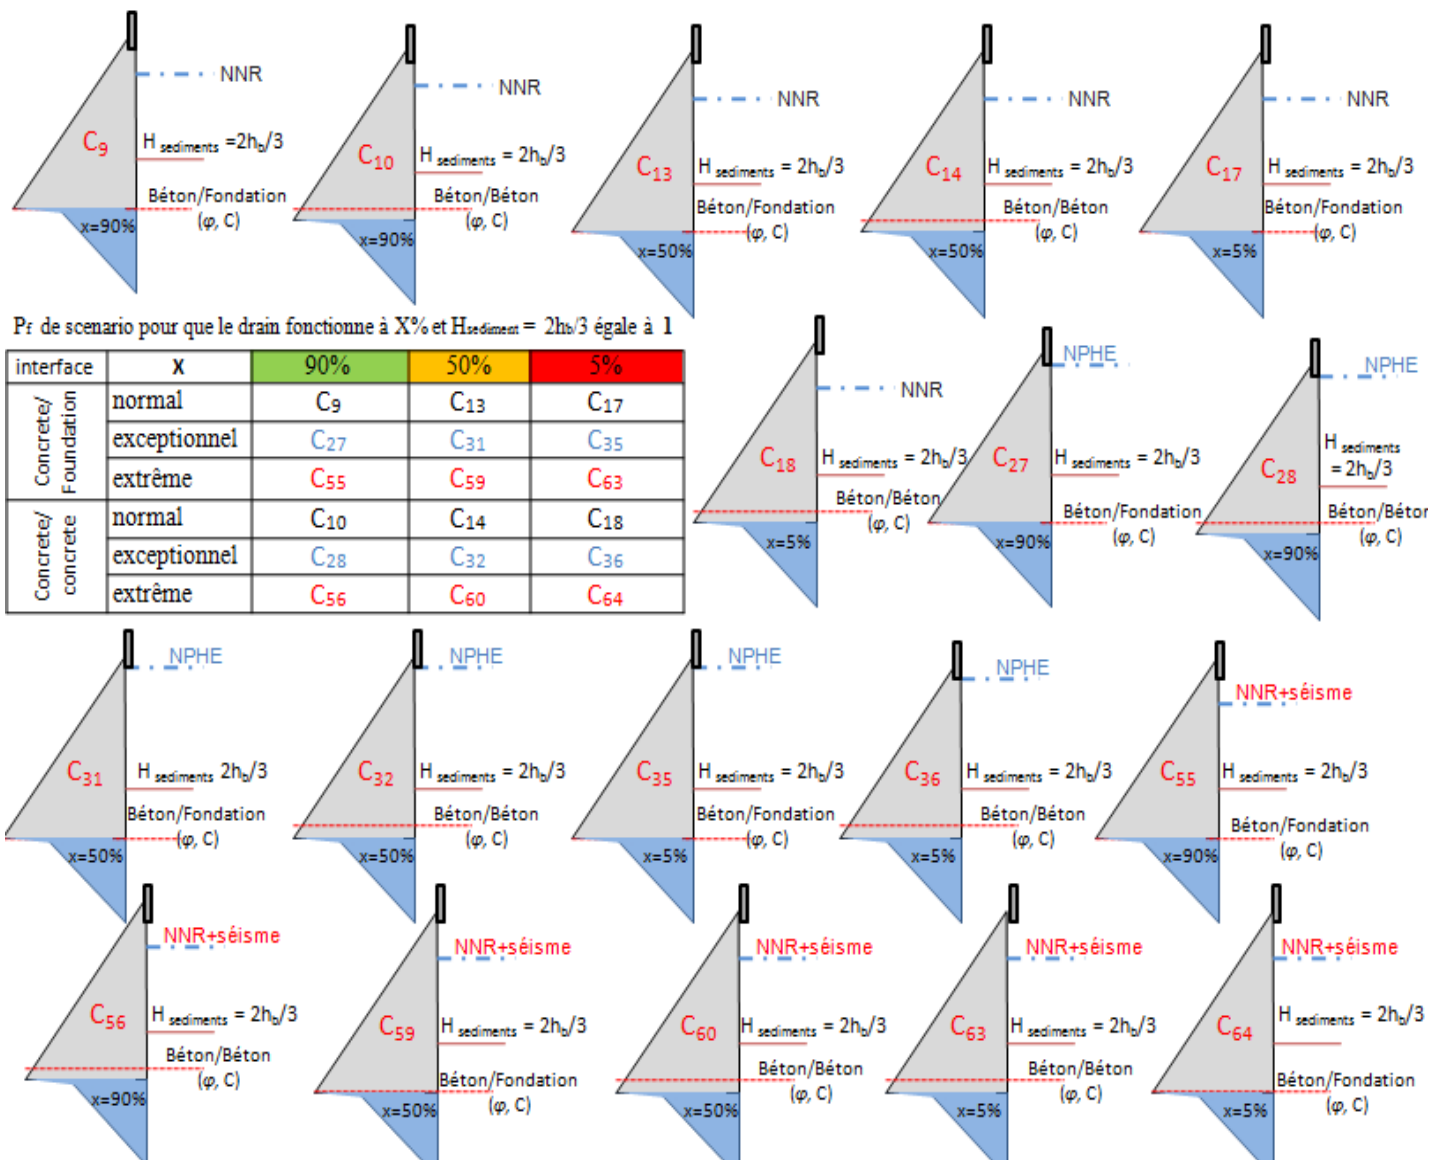 NNR
C9
H sediments =2hb/3
Béton/Fondation
(φ, C)
x=90%
NNR
C10
H sediments = 2hb/3
Béton/Béton
(φ, C)
x=90%
NNR
C13
H sediments = 2hb/3
Béton/Fondation
(φ, C)
x=50%
NNR
C14
H sediments = 2hb/3
Béton/Béton
(φ, C)
x=50%
NNR
C17
H sediments = 2hb/3
Béton/Fondation
(φ, C)
x=5%
Pf de scenario pour que le drain fonctionne à X% et Hsediment = 2hb/3 égale à 1
interface X 90% 50% 5%
Concrete/
Foundation
normal C9 C13 C17
exceptionnel C27 C31 C35
extrême C55 C59 C63
Concrete/
concrete
normal C10 C14 C18
exceptionnel C28 C32 C36
extrême C56 C60 C64
NNR
C18
H sediments = 2hb/3
Béton/Béton
(φ, C)
x=5%
NPHE
C27
H sediments = 2hb/3
Béton/Fondation
(φ, C)
x=90%
NPHE
C28
H sediments
= 2hb/3
Béton/Béton
(φ, C)
x=90%
NPHE
C31
H sediments 2hb/3
Béton/Fondation
(φ, C)
x=50%
NPHE
C32
H sediments = 2hb/3
Béton/Béton
(φ, C)
x=50%
NPHE
C35
H sediments = 2hb/3
Béton/Fondation
(φ, C)
x=5%
NPHE
C36
H sediments = 2hb/3
Béton/Béton
(φ, C)
x=5%
NNR+séisme
C55
H sediments = 2hb/3
Béton/Fondation
(φ, C)
x=90%
NNR+séisme
C56
H sediments = 2hb/3
Béton/Béton
(φ, C)
x=90%
NNR+séisme
C59
H sediments = 2hb/3
Béton/Fondation
(φ, C)
x=50%
NNR+séisme
C60
H sediments = 2hb/3
Béton/Béton
(φ, C)
x=50%
NNR+séisme
C63
H sediments = 2hb/3
Béton/Béton
(φ, C)
x=5%
NNR+séisme
C64
H sediments = 2hb/3
Béton/Fondation
(φ, C)
x=5%